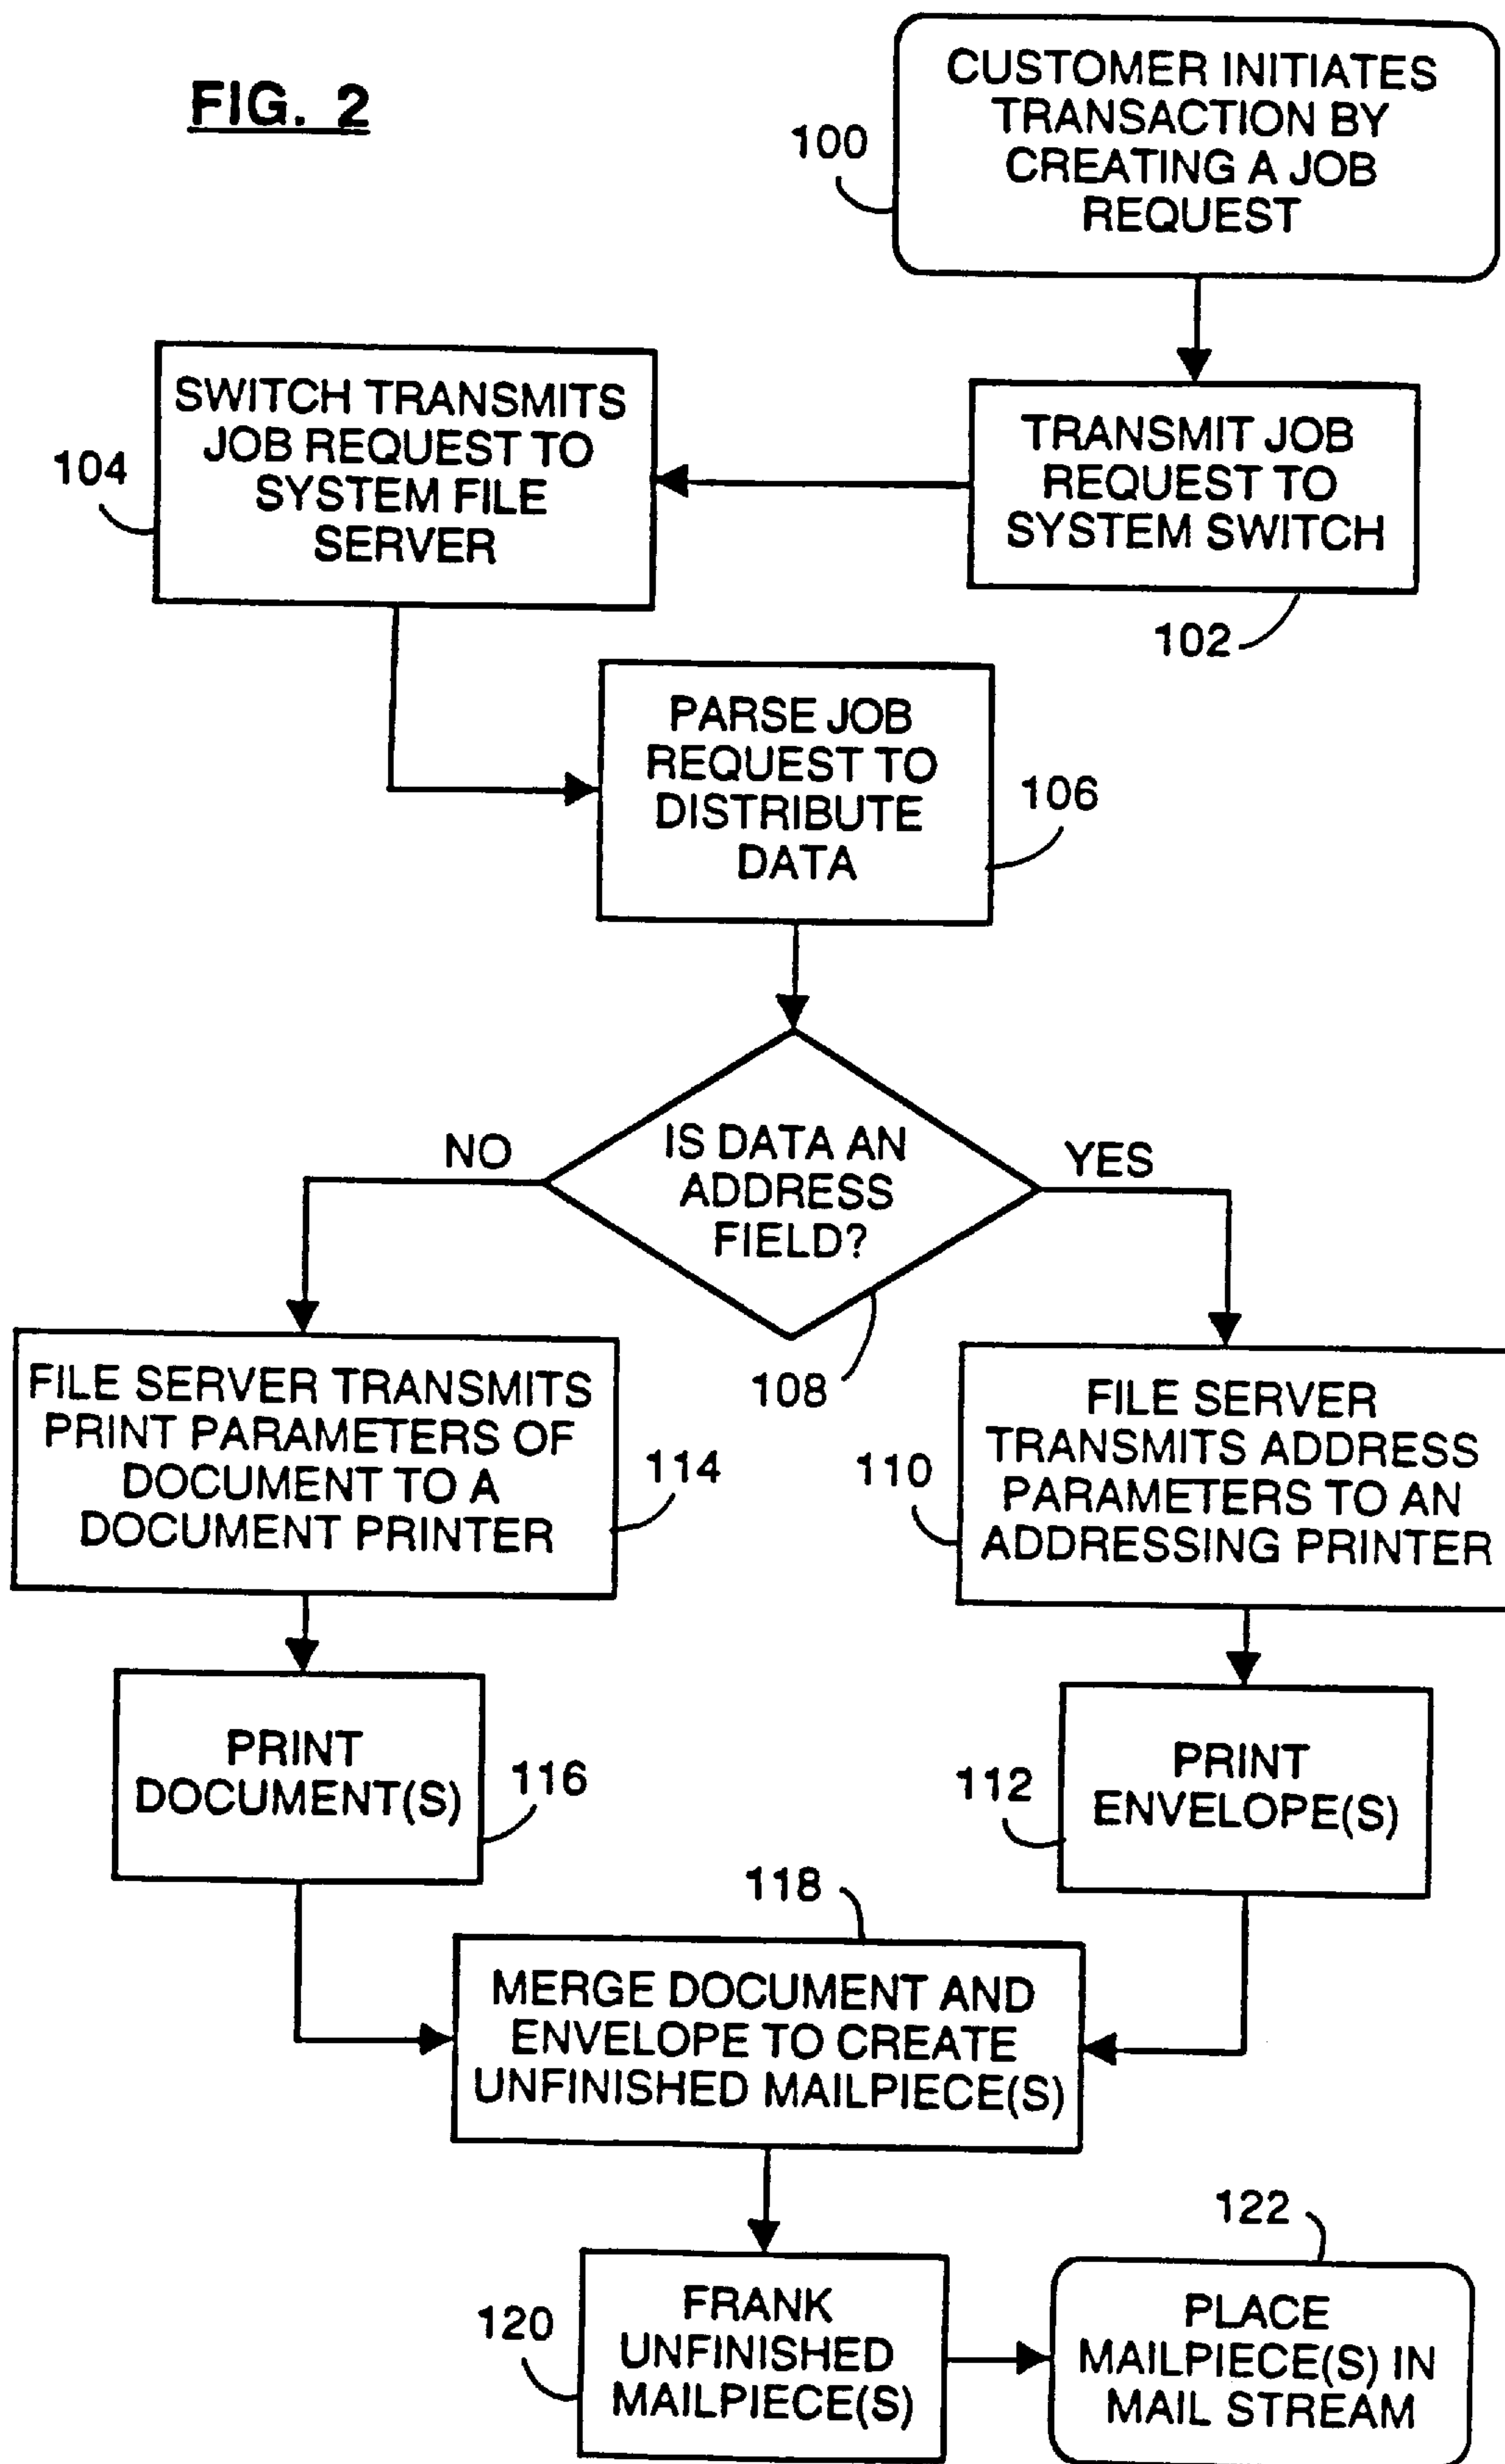 FIG. 2
CUSTOMER INITIATES
TRANSACTION BY
CREATING A JOB
REQUEST
100
SWITCH TRANSMITS
JOB REQUEST TO
SYSTEM FILE
SERVER
104
TRANSMIT JOB
REQUEST TO
SYSTEM SWITCH
102
PARSE JOB
REQUEST TO
DISTRIBUTE
DATA
106
NO
IS DATA AN
ADDRESS
FIELD?
YES
108
FILE SERVER TRANSMITS
PRINT PARAMETERS OF
DOCUMENT TO A
DOCUMENT PRINTER
114
110
FILE SERVER
TRANSMITS ADDRESS
PARAMETERS TO AN
ADDRESSING PRINTER
PRINT
DOCUMENT(S)
116
112
PRINT
ENVELOPE(S)
118
MERGE DOCUMENT AND
ENVELOPE TO CREATE
UNFINISHED MAILPIECE(S)
120
FRANK
UNFINISHED
MAILPIECE(S)
122
PLACE
MAILPIECE(S) IN
MAIL STREAM